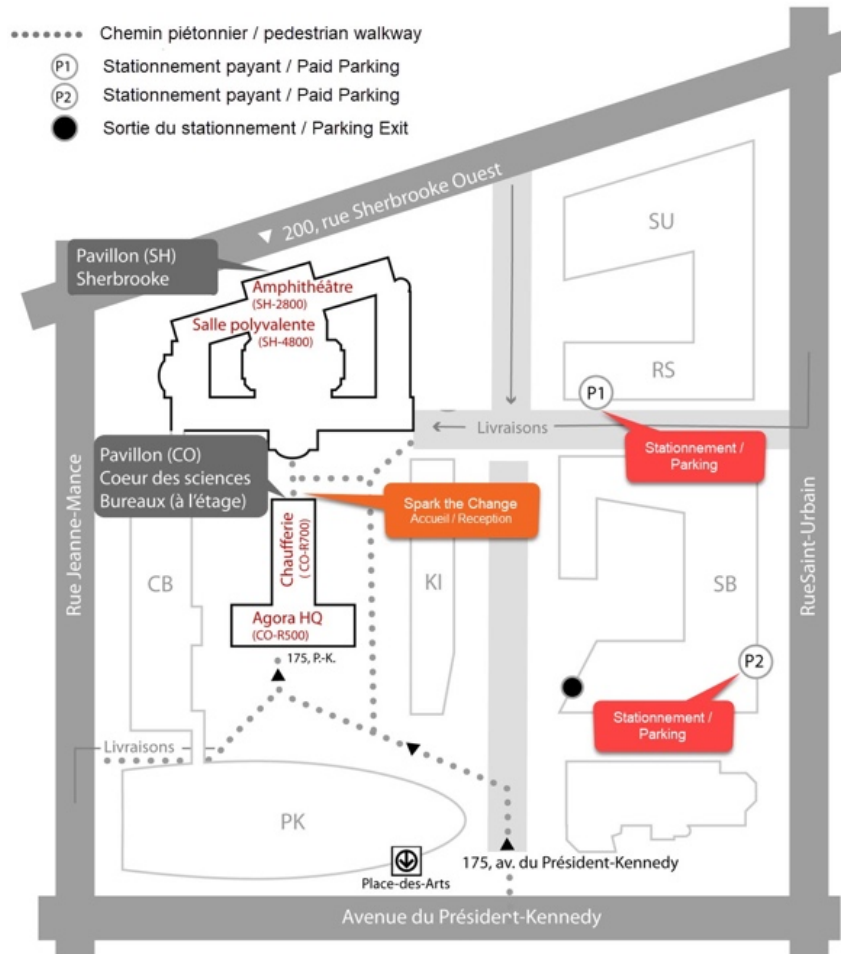 Chemin piétonnier / pedestrian walkway
P1 Stationnement payant / Paid Parking
P2 Stationnement payant / Paid Parking
Sortie du stationnement / Parking Exit
200, rue Sherbrooke Ouest
SU
Pavillon (SH)
Sherbrooke
Amphithéâtre
(SH-2800)
Salle polyvalente
(SH-4800)
RS
P1
Livraisons
Stationnement /
Parking
Pavillon (CO)
Coeur des sciences
Bureaux (à l'étage)
Spark the Change
Accueil / Reception
Rue Jeanne-Mance
RueSaint-Urbain
Chaufferie
( CO-R700)
CB
KI
SB
Agora HQ
(CO-R500)
175, P.-K.
P2
Stationnement /
Parking
Livraisons
PK
Place-des-Arts
175, av. du Président-Kennedy
Avenue du Président-Kennedy